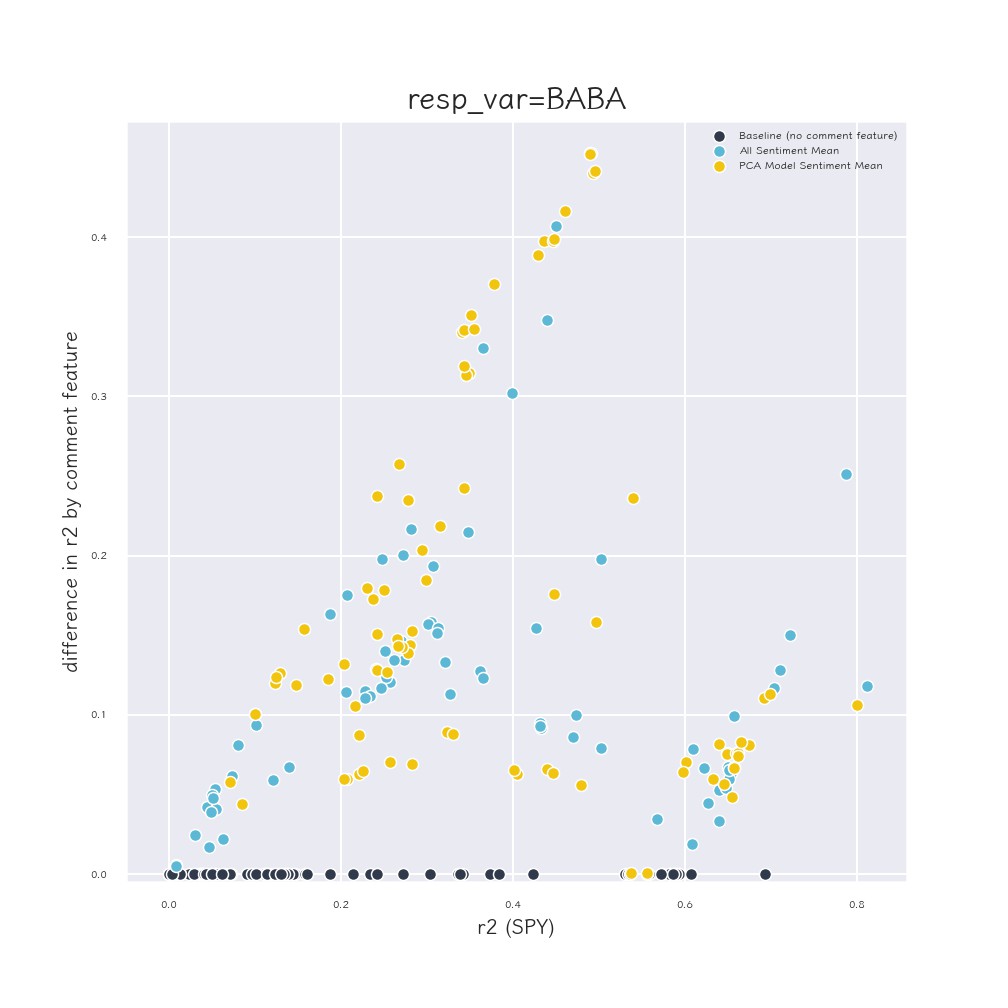 resp_var=BABA
Baseline (no comment feature)
All Sentiment Mean
PCA Model Sentiment Mean
difference in r2 by comment feature
0.4
0.3
0.2
0.1
0.0
0.0 0.2 0.4 0.6 0.8
r2 (SPY)